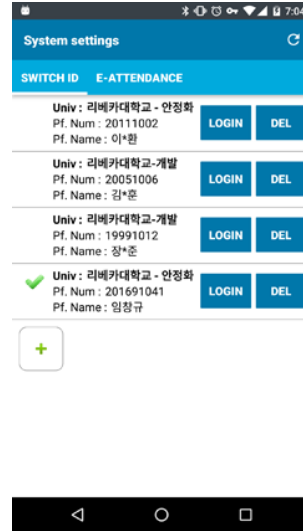 7:04
System settings
SWITCH ID E-ATTENDANCE
Univ : 리베카대학교 - 안정화
Pf. Num : 20111002
Pf. Name : 이*환
LOGIN DEL
Univ : 리베카대학교-개발
Pf. Num : 20051006
Pf. Name : 김*훈
LOGIN DEL
Univ : 리베카대학교-개발
Pf. Num : 19991012
Pf. Name : 장*준
LOGIN DEL
Univ : 리베카대학교 - 안정화
Pf. Num : 201691041
Pf. Name : 임창규
LOGIN DEL
+